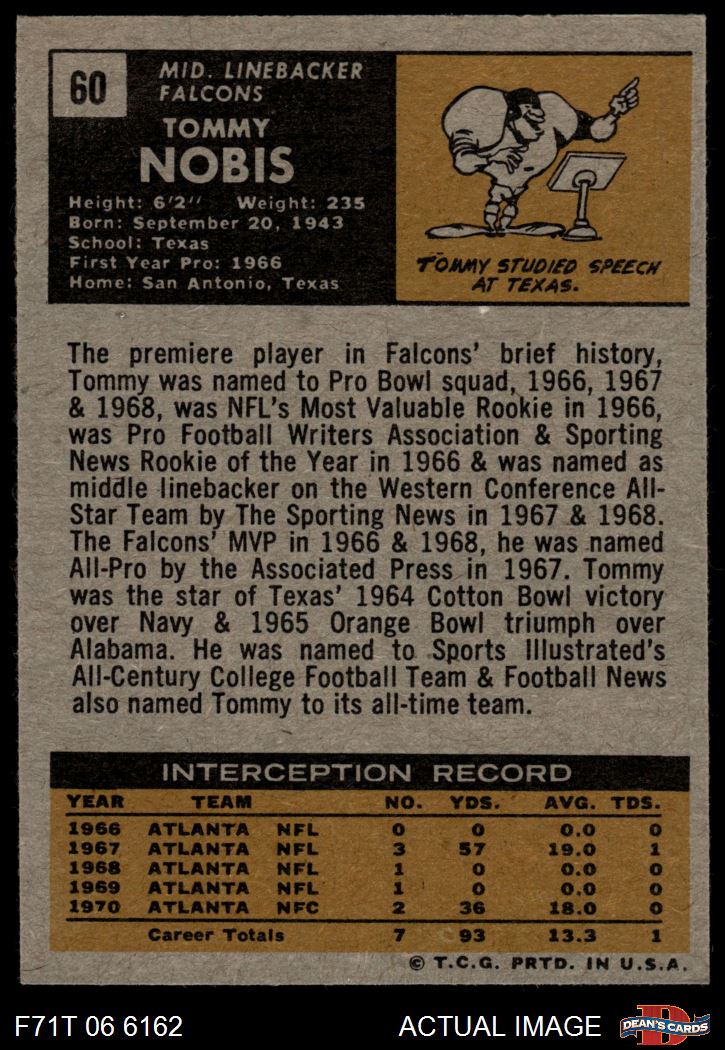 60
MID. LINEBACKER
FALCONS
TOMMY
NOBIS
Height: 6'2" Weight: 235
Born: September 20, 1943
School: Texas
First Year Pro: 1966
Home: San Antonio, Texas
TOMMY STUDIED SPEECH
AT TEXAS.
The premiere player in Falcons' brief history,
Tommy was named to Pro Bowl squad, 1966, 1967
& 1968, was NFL's Most Valuable Rookie in 1966,
was Pro Football Writers Association & Sporting
News Rookie of the Year in 1966 & was named as
middle linebacker on the Western Conference All-
Star Team by The Sporting News in 1967 & 1968.
The Falcons' MVP in 1966 & 1968, he was named
All-Pro by the Associated Press in 1967. Tommy
was the star of Texas' 1964 Cotton Bowl victory
over Navy & 1965 Orange Bowl triumph over
Alabama. He was named to Sports Illustrated's
All-Century College Football Team & Football News
also named Tommy to its all-time team.
INTERCEPTION RECORD
YEAR TEAM NO. YDS. AVG. TDS.
1966 ATLANTA NFL 0 0 0.0 0
1967 ATLANTA NFL 3 57 19.0 1
1968 ATLANTA NFL 1 0 0.0 0
1969 ATLANTA NFL 1 0 0.0 0
1970 ATLANTA NFC 2 36 18.0 0
Career Totals 7 93 13.3 1
© T.C.G. PRTD. IN U.S.A.
F71T 06 6162 ACTUAL IMAGE D DEAN'S CARDS